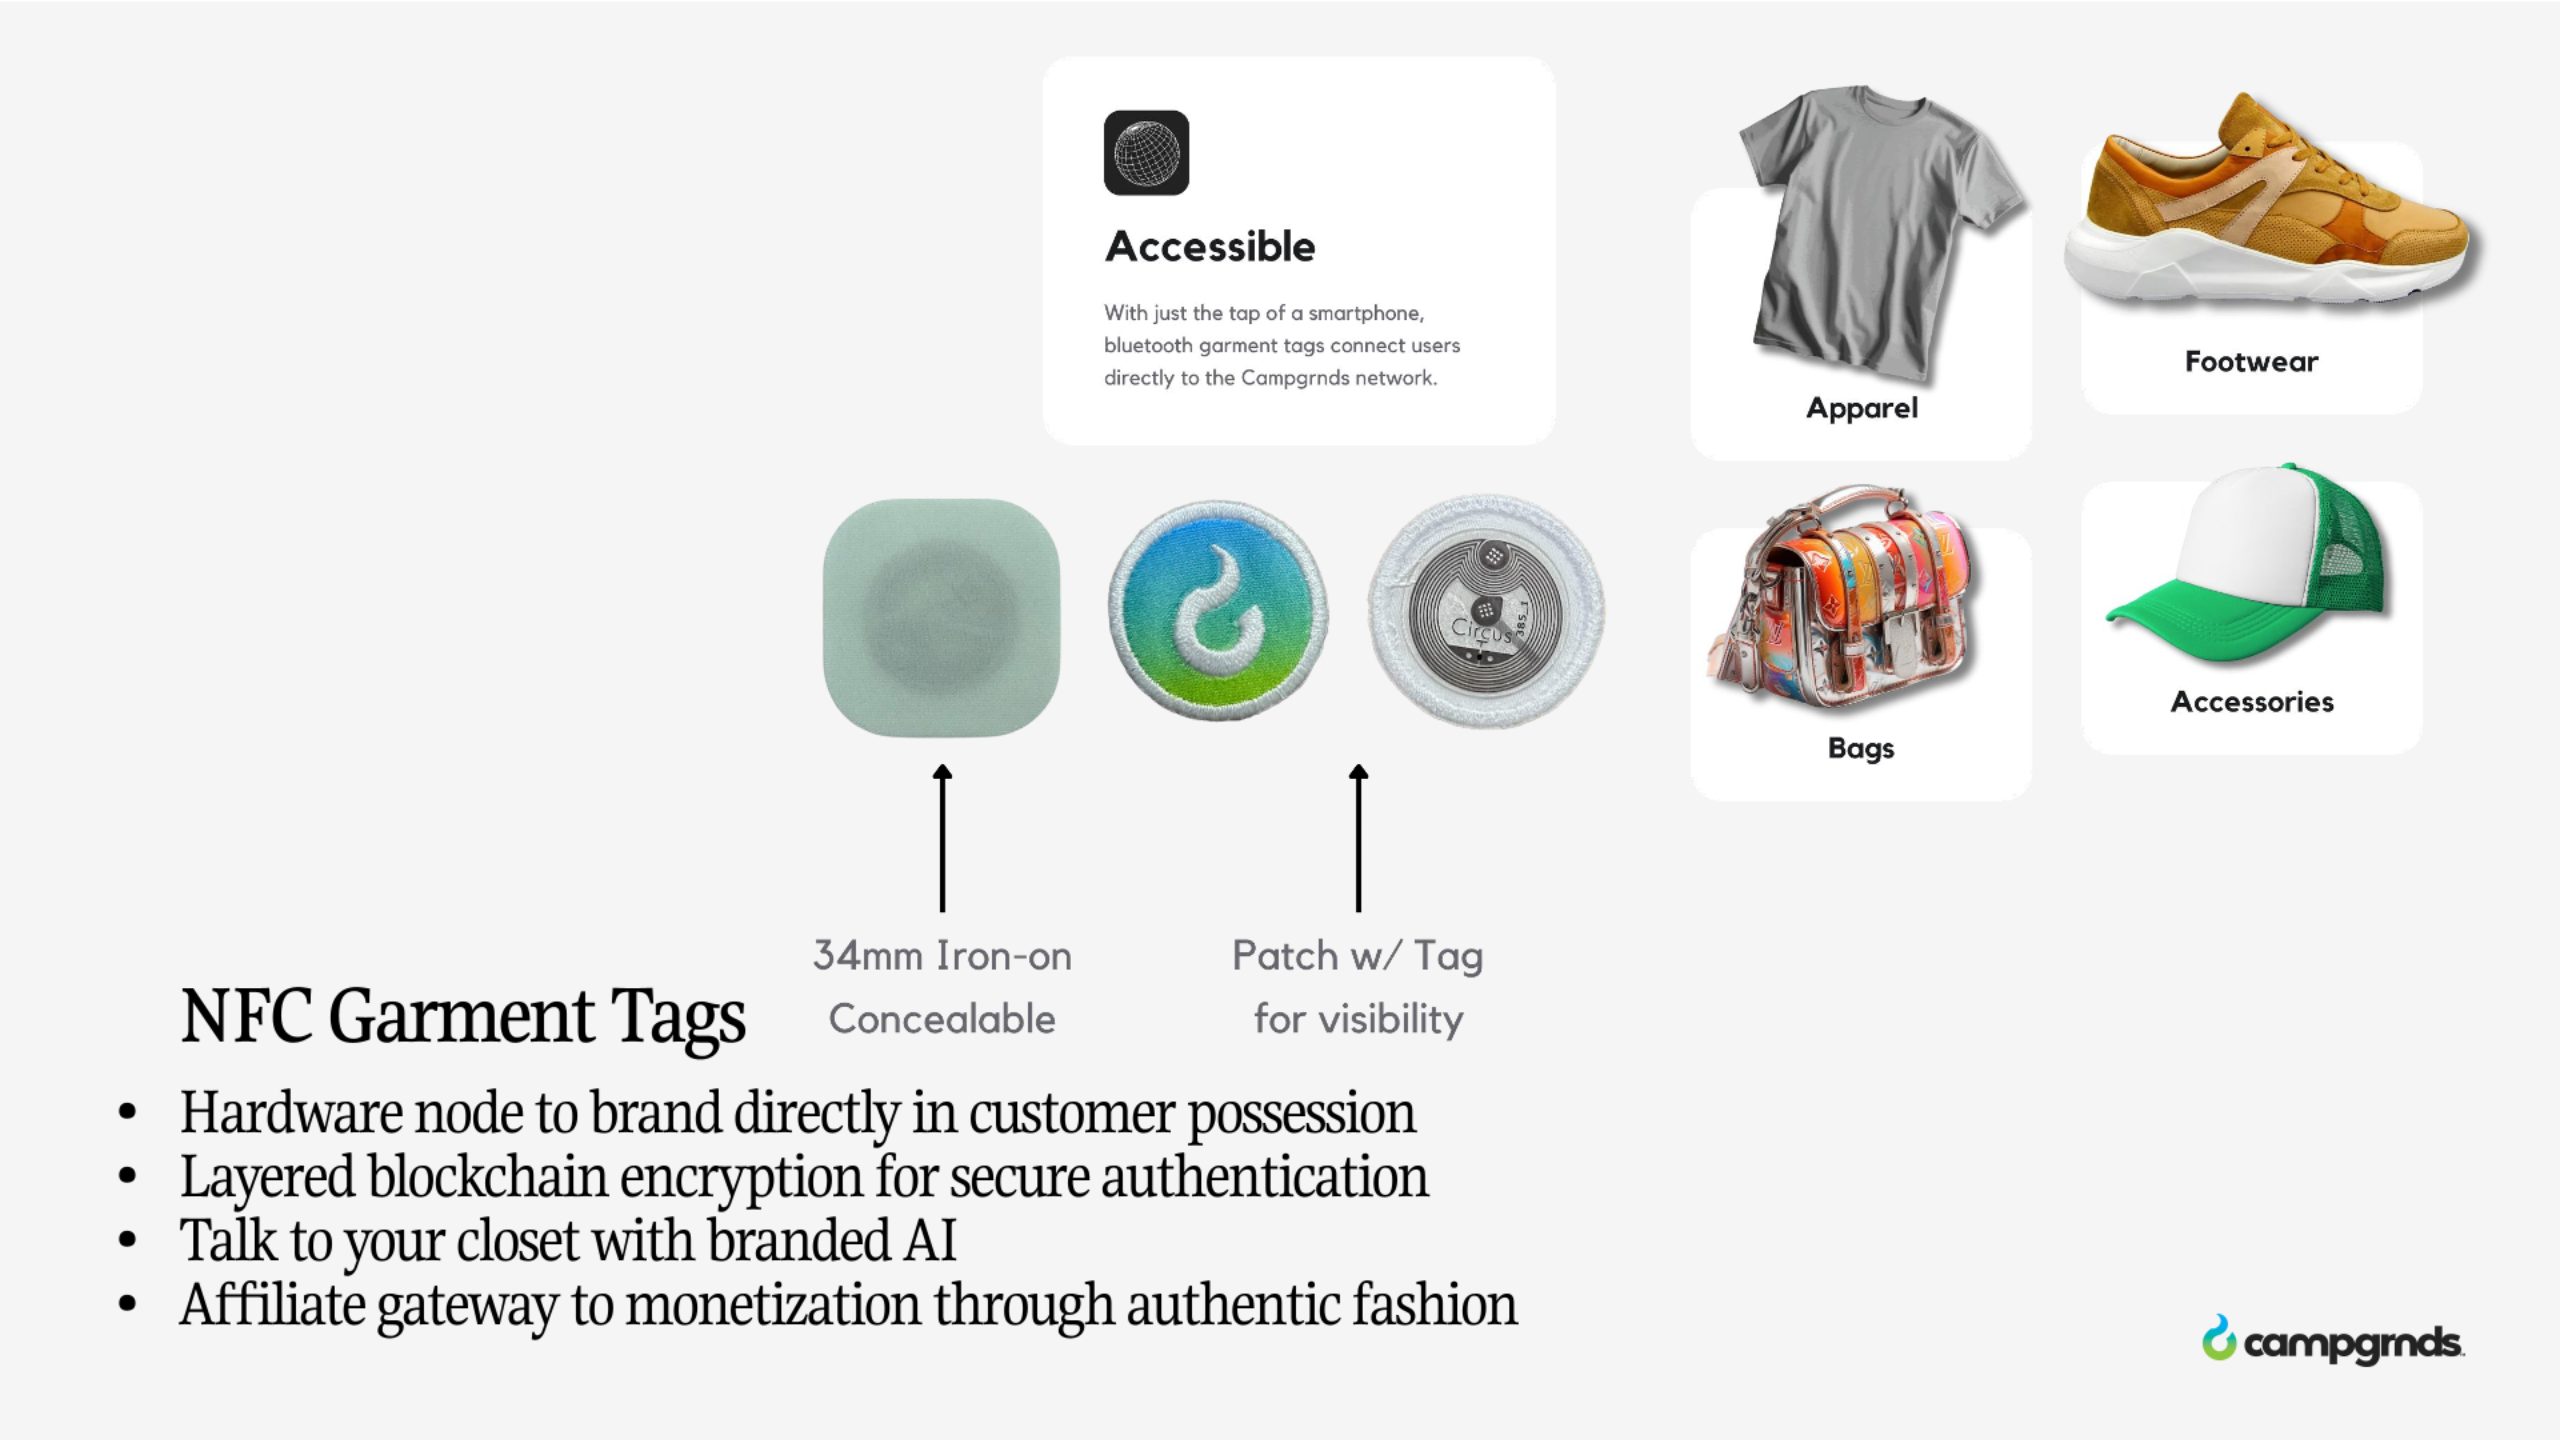 Accessible
With just the tap of a smartphone,
bluetooth garment tags connect users
directly to the Campgrnds network.
Apparel
Footwear
Bags
Accessories
Circus
385_1
34mm Iron-on
Concealable
Patch w/ Tag
for visibility
NFC Garment Tags
• Hardware node to brand directly in customer possession
• Layered blockchain encryption for secure authentication
• Talk to your closet with branded AI
• Affiliate gateway to monetization through authentic fashion
campgrnds